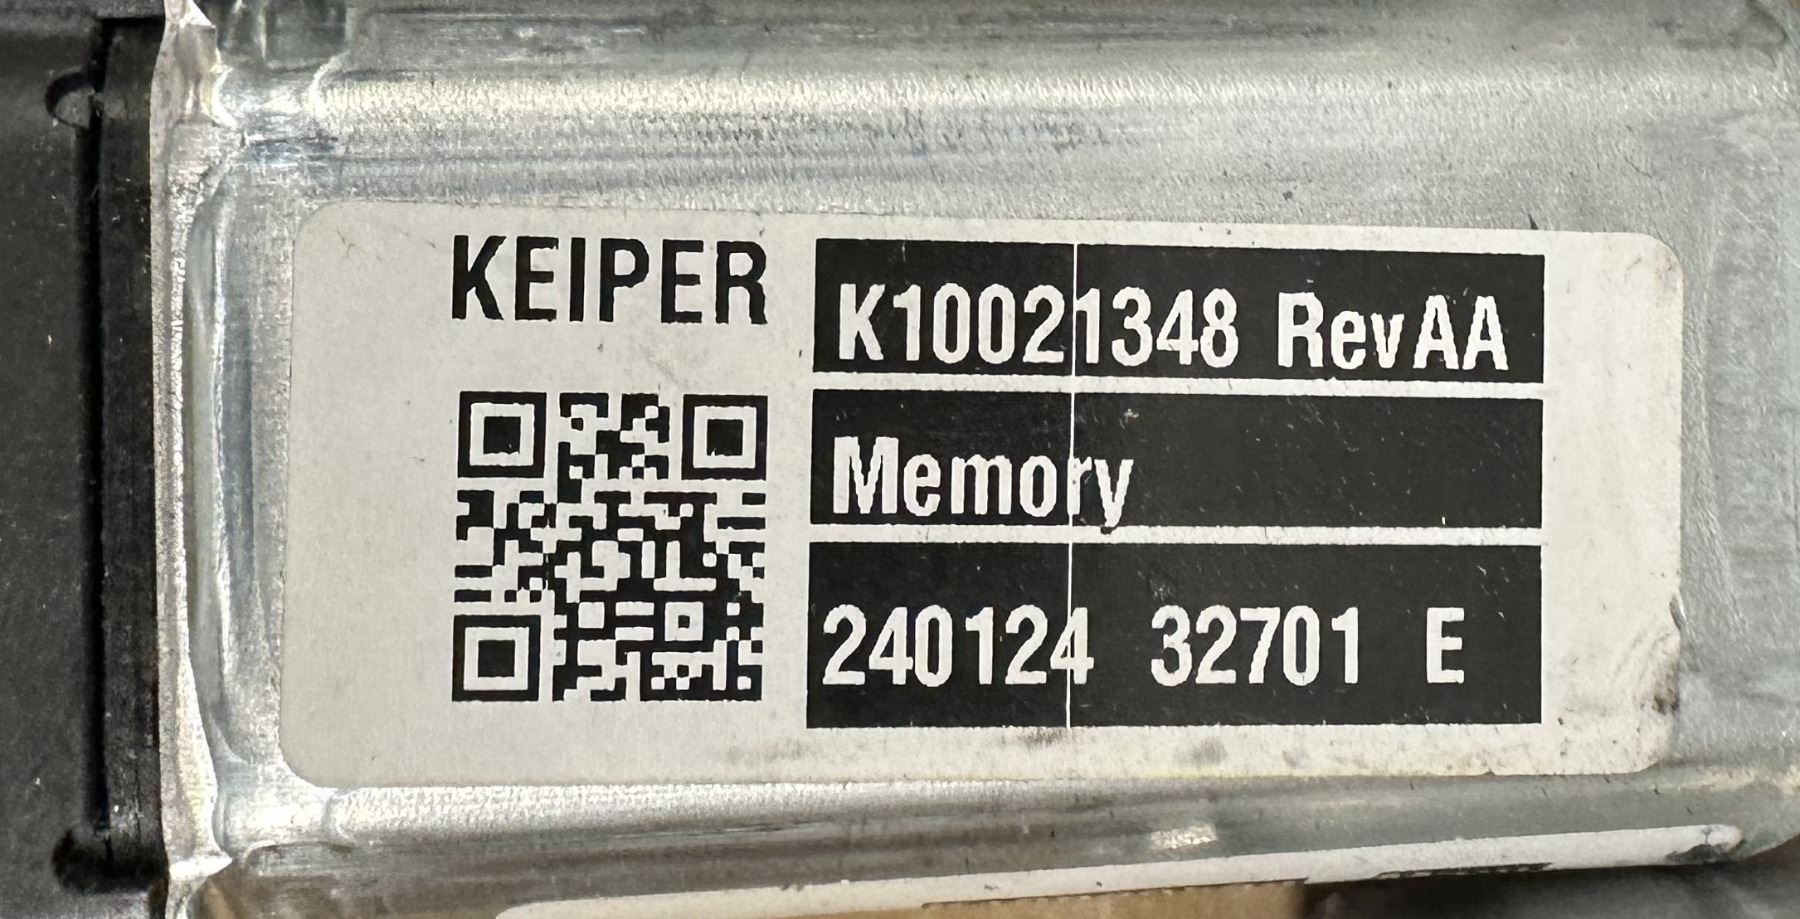 KEIPER
K10021348 RevAA
Memory
240124 32701 E